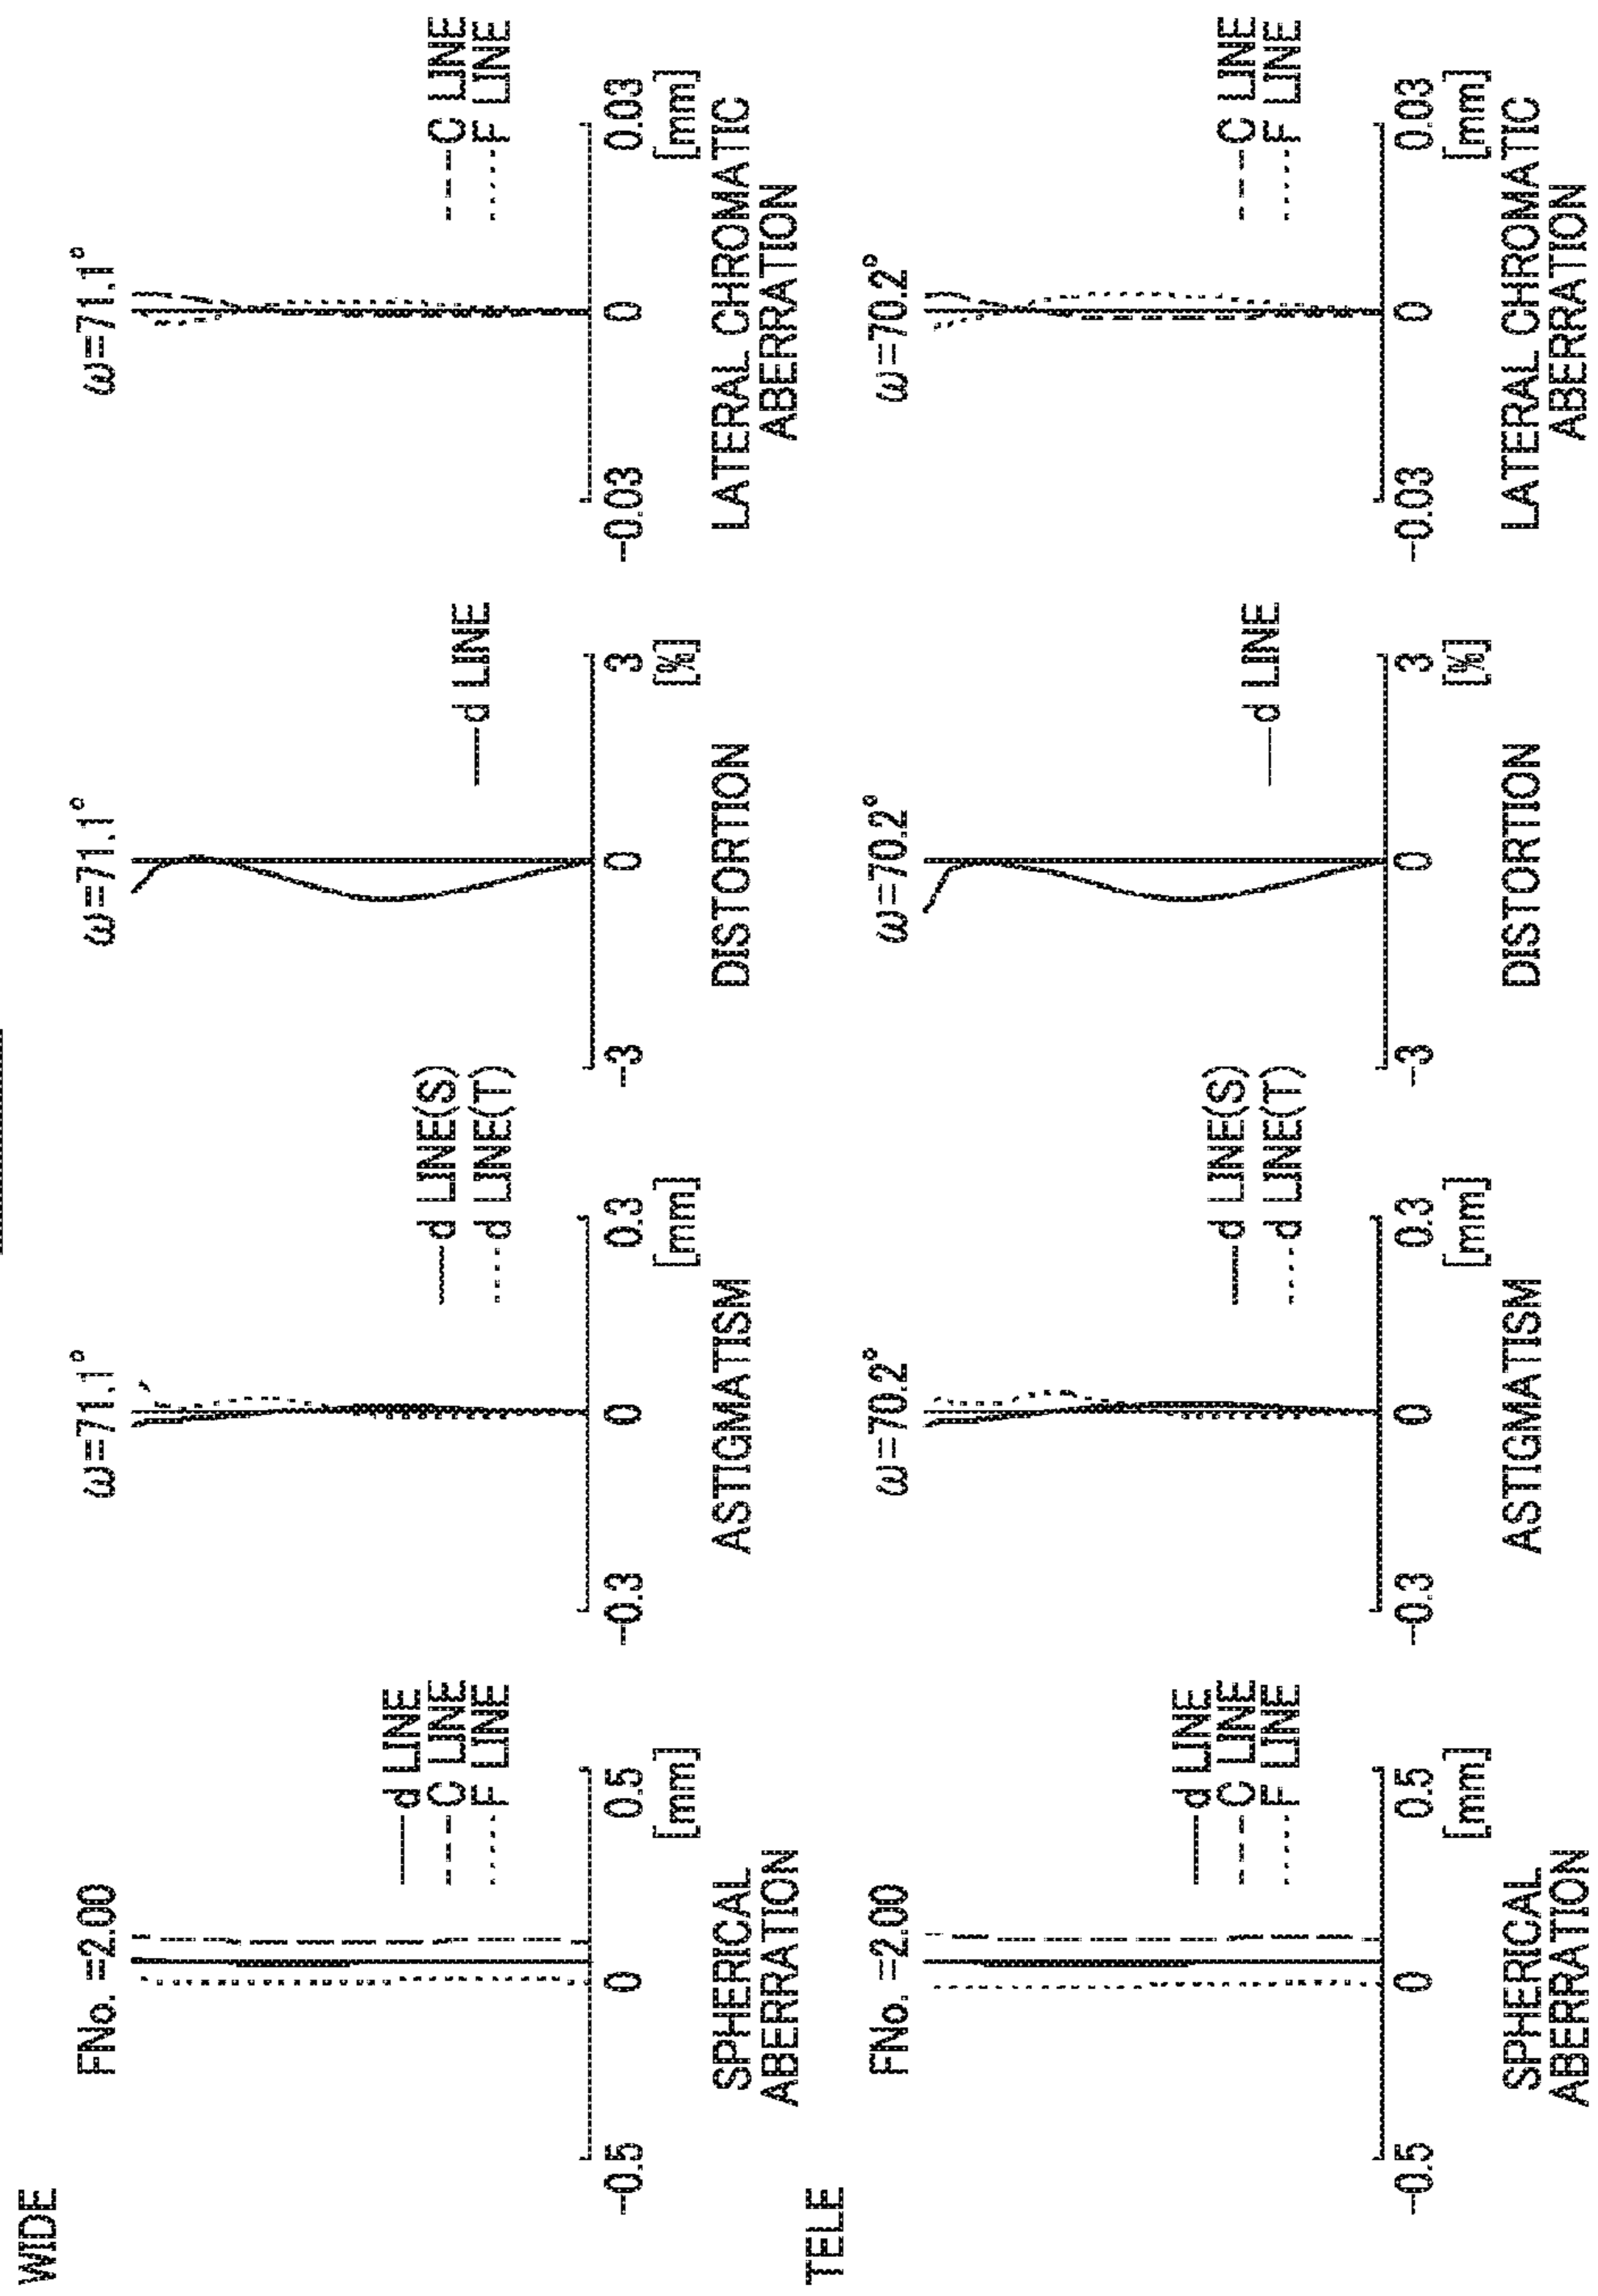 WIDE
FNo. =2.00
d LINE
C LINE
F LINE
-0.5
0
0.5
[mm]
SPHERICAL
ABERRATION
ω=71.1°
d LINE(S)
d LINE(T)
-0.3
0
0.3
[mm]
ASTIGMATISM
ω=71.1°
d LINE
-3
0
3
[%]
DISTORTION
ω=71.1°
C LINE
F LINE
-0.03
0
0.03
[mm]
LATERAL CHROMATIC
ABERRATION
TELE
FNo. =2.00
d LINE
C LINE
F LINE
-0.5
0
0.5
[mm]
SPHERICAL
ABERRATION
ω=70.2°
d LINE(S)
d LINE(T)
-0.3
0
0.3
[mm]
ASTIGMATISM
ω=70.2°
d LINE
-3
0
3
[%]
DISTORTION
ω=70.2°
C LINE
F LINE
-0.03
0
0.03
[mm]
LATERAL CHROMATIC
ABERRATION